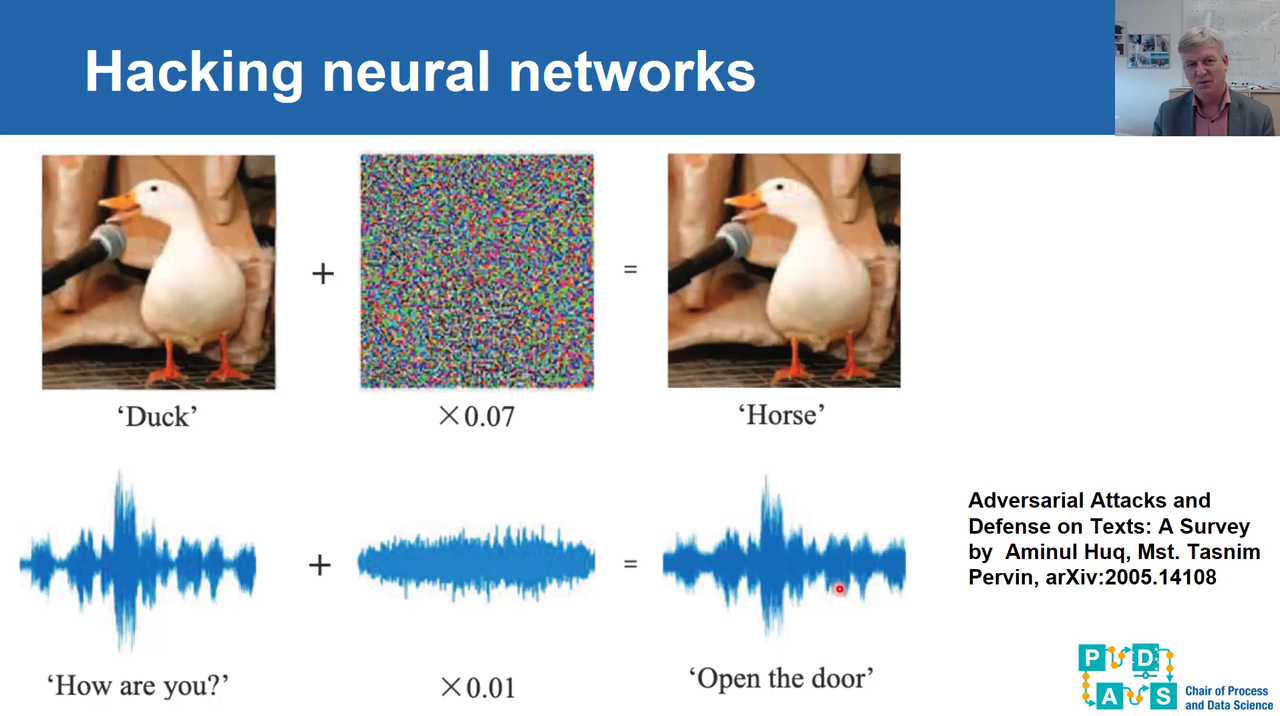 Hacking neural networks
+
=
‘Duck’
×0.07
‘Horse’
+
=
‘How are you?’
×0.01
‘Open the door’
Adversarial Attacks and
Defense on Texts: A Survey
by Aminul Huq, Mst. Tasnim
Pervin, arXiv:2005.14108
P D
A S
Chair of Process
and Data Science